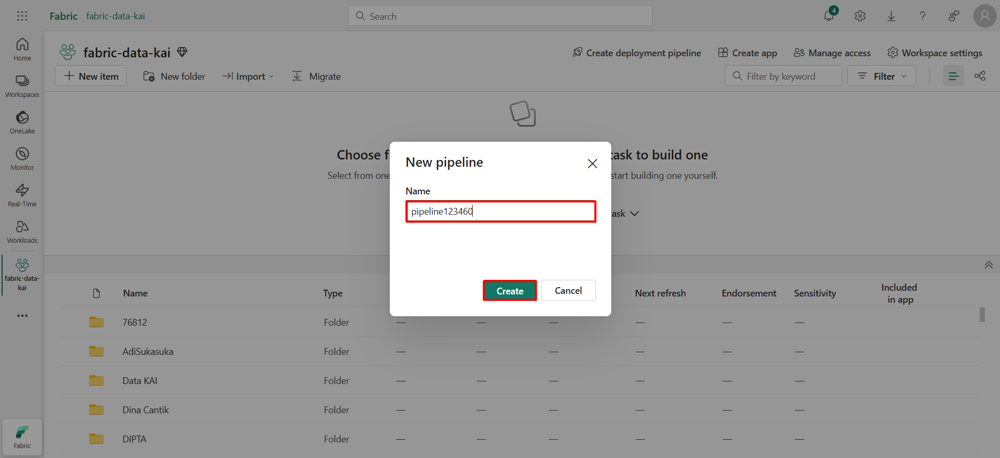 Fabric fabric-data-kai
Search
4
Home
Workspaces
OneLake
Monitor
Real-Time
Workloads
fabric-data-
kai
Fabric
fabric-data-kai
Create deployment pipeline
Create app
Manage access
Workspace settings
New item
New folder
Import
Migrate
Filter by keyword
Filter
Choose f
task to build one
Select from one
start building one yourself.
ask
New pipeline
Name
pipeline123460
Create
Cancel
Name Type Next refresh Endorsement Sensitivity Included
in app
76812 Folder — — — — — —
AdiSukasuka Folder — — — — — —
Data KAI Folder — — — — — —
Dina Cantik Folder — — — — — —
DIPTA Folder — — — — — —